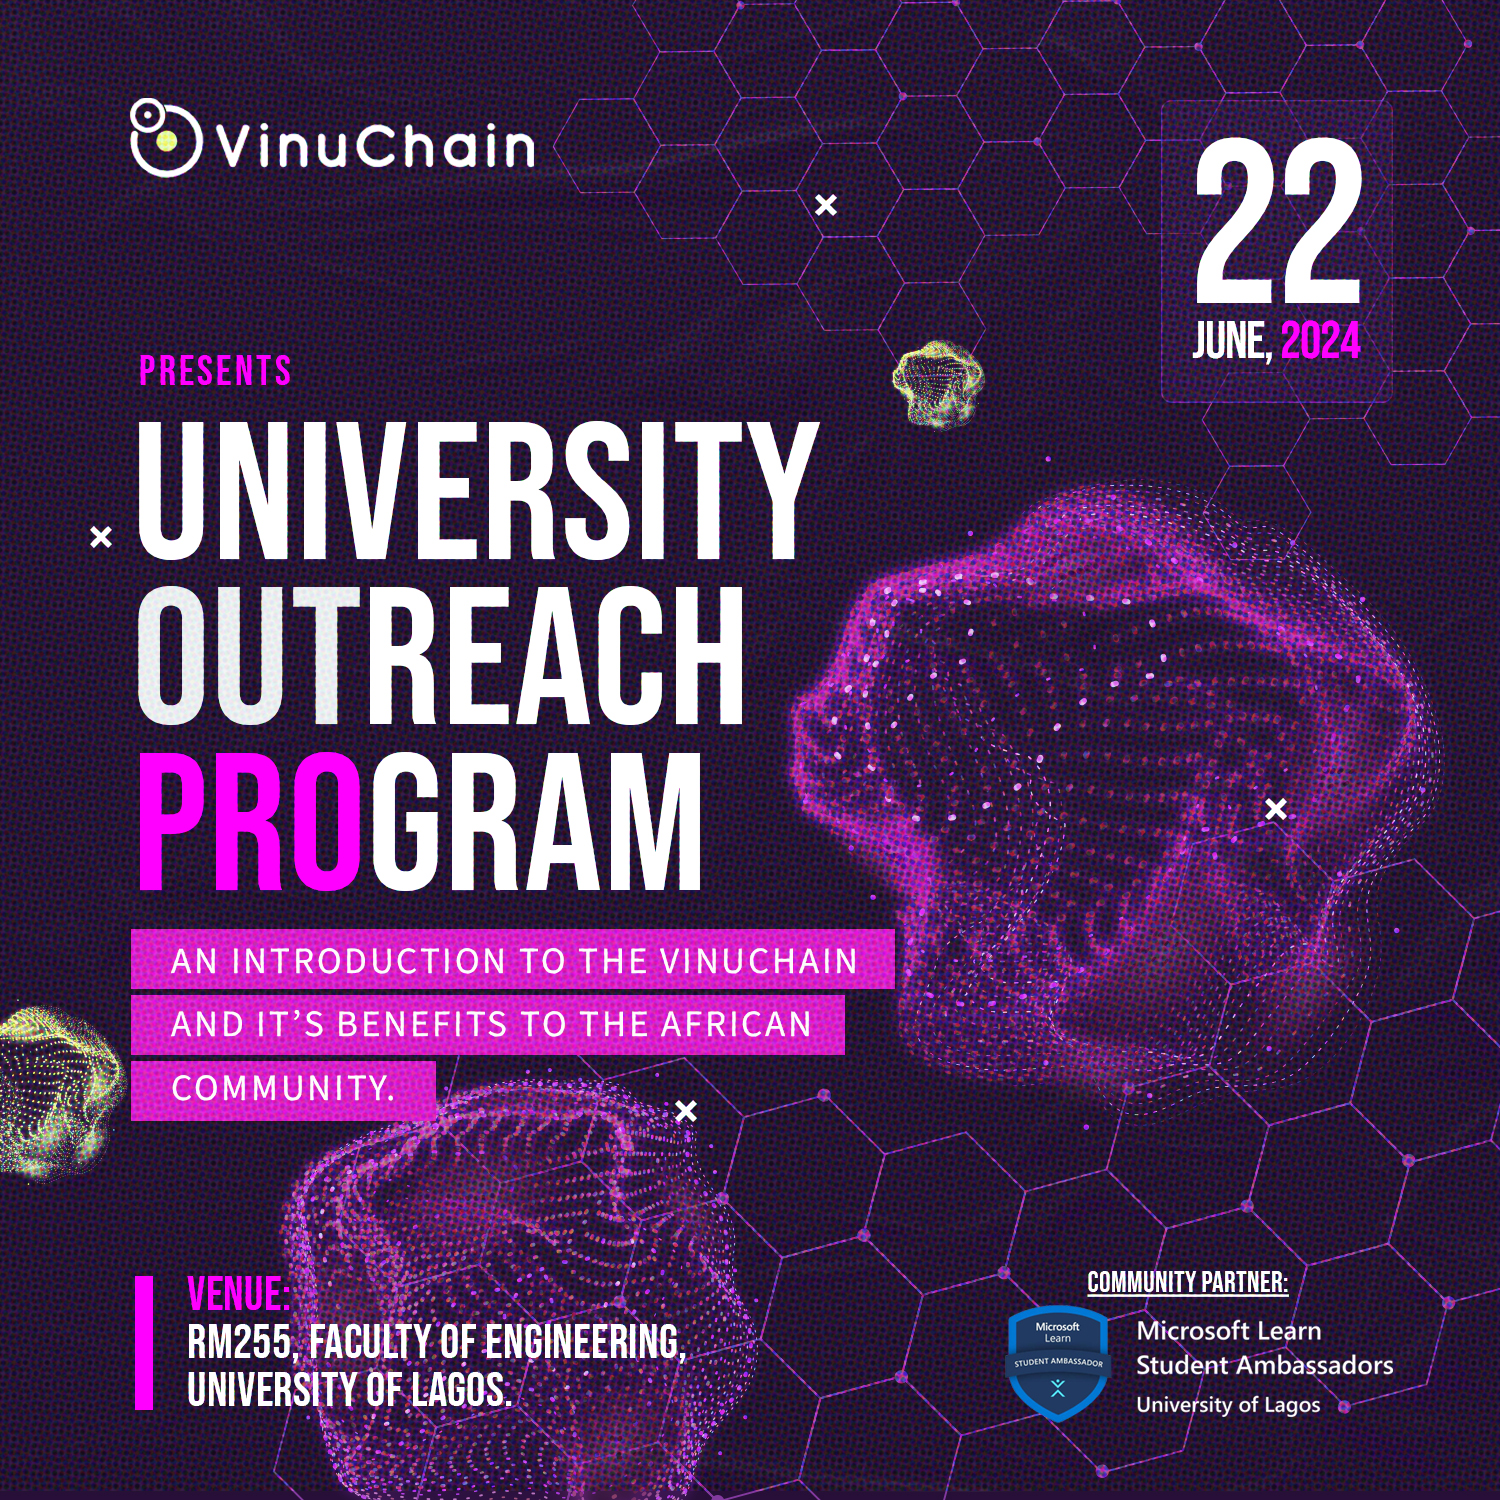 VinuChain
22
JUNE, 2024
PRESENTS
UNIVERSITY
OUTREACH
PROGRAM
AN INTRODUCTION TO THE VINUCHAIN
AND IT'S BENEFITS TO THE AFRICAN
COMMUNITY.
VENUE:
RM255, FACULTY OF ENGINEERING,
UNIVERSITY OF LAGOS.
COMMUNITY PARTNER:
Microsoft
Learn
STUDENT AMBASSADOR
Microsoft Learn
Student Ambassadors
University of Lagos